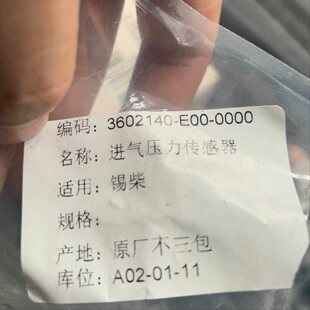 编码：3602140-E00-0000
名称：进气压力传感器
适用：锡柴
规格：
产地：原厂不三包
库位：A02-01-11